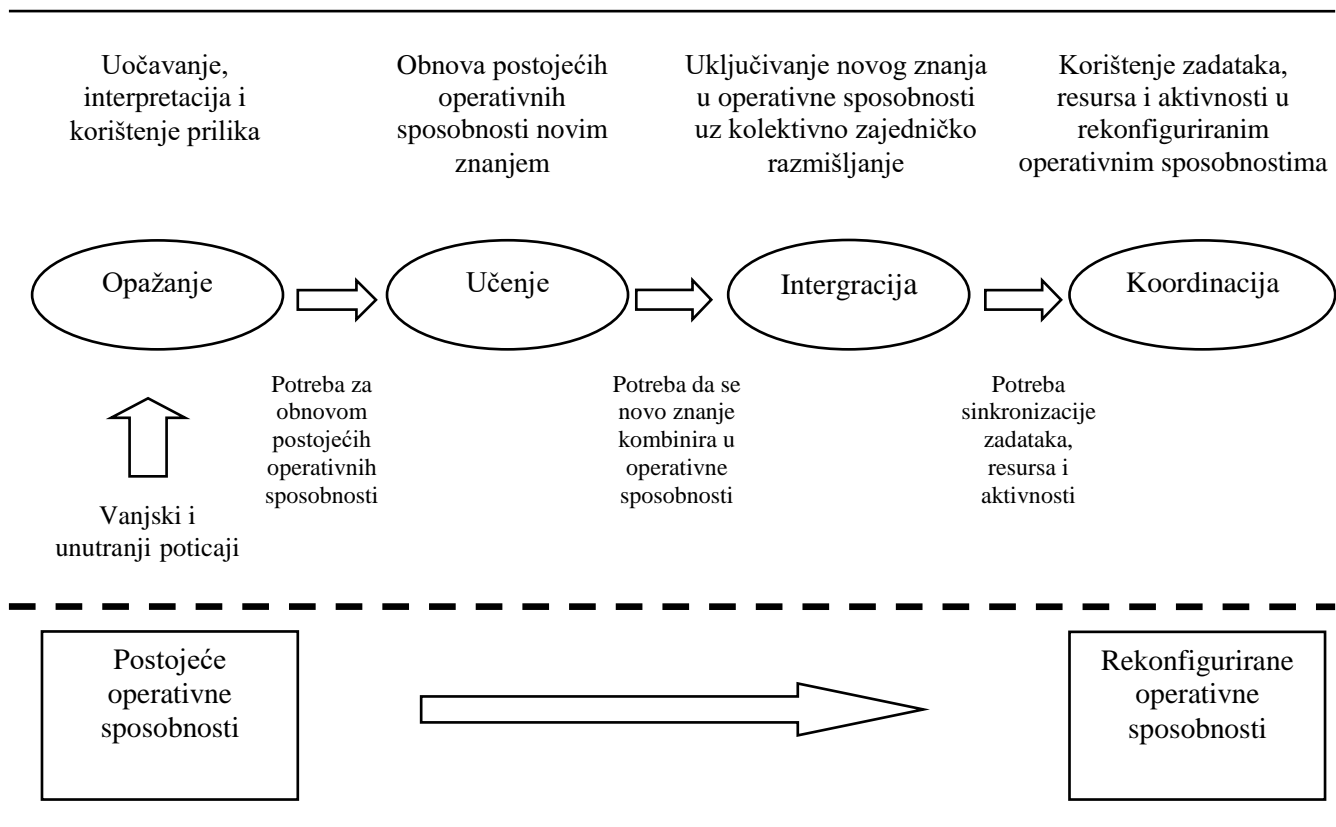 Uočavanje,
interpretacija i
korištenje prilika
Obnova postojećih
operativnih
sposobnosti novim
znanjem
Uključivanje novog znanja
u operativne sposobnosti
uz kolektivno zajedničko
razmišljanje
Korištenje zadataka,
resursa i aktivnosti u
rekonfiguriranim
operativnim sposobnostima
Opažanje
Učenje
Intergracija
Koordinacija
Potreba za
obnovom
postojećih
operativnih
sposobnosti
Potreba da se
novo znanje
kombinira u
operativne
sposobnosti
Potreba
sinkronizacije
zadataka,
resursa i
aktivnosti
Vanjski i
unutranji poticaji
Postojeće
operativne
sposobnosti
Rekonfigurirane
operativne
sposobnosti